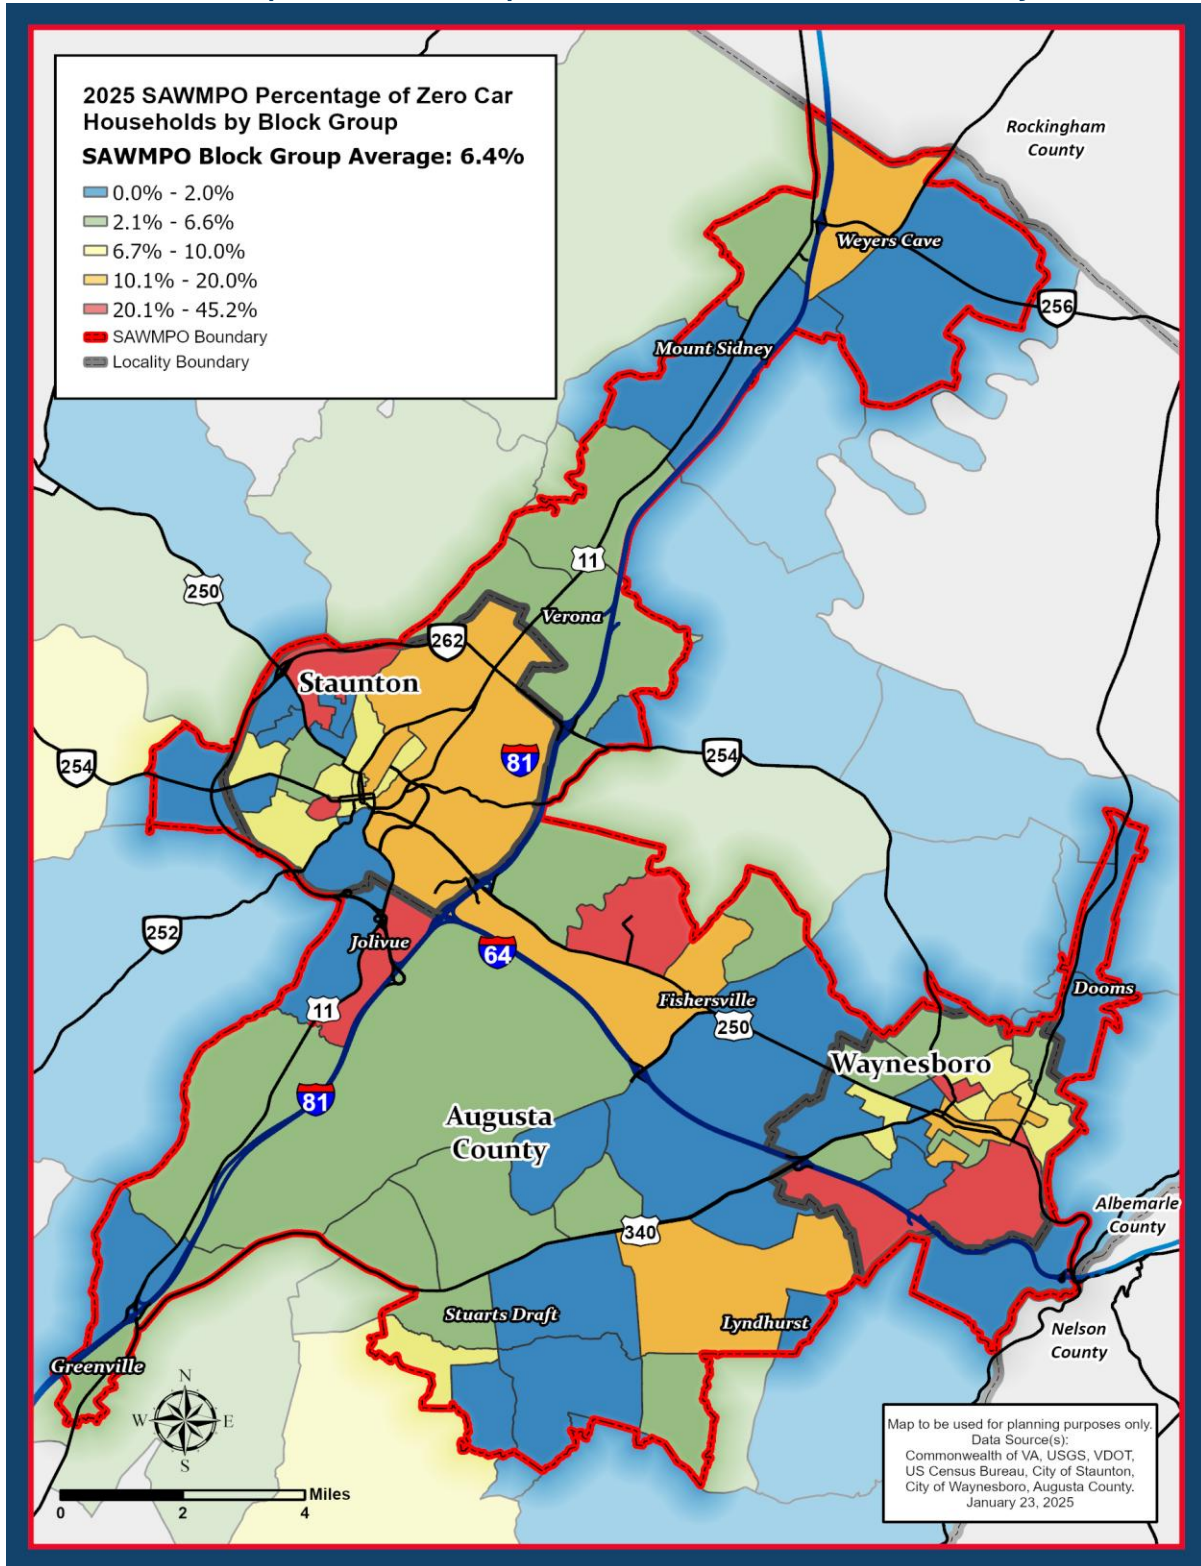 2025 SAWMPO Percentage of Zero Car
Households by Block Group
SAWMPO Block Group Average: 6.4%
0.0% - 2.0%
2.1% - 6.6%
6.7% - 10.0%
10.1% - 20.0%
20.1% - 45.2%
SAWMPO Boundary
Locality Boundary
Rockingham
County
Weyers Cave
256
Mount Sidney
11
250
Verona
262
Staunton
81
254
254
252
Jolivue
64
Fishersville
250
Dooms
11
Waynesboro
81
Augusta
County
Albemarle
County
340
Stuarts Draft
Lyndhurst
Nelson
County
Greenville
N
W
E
S
Miles
0
2
4
Map to be used for planning purposes only.
Data Source(s):
Commonwealth of VA, USGS, VDOT,
US Census Bureau, City of Staunton,
City of Waynesboro, Augusta County.
January 23, 2025